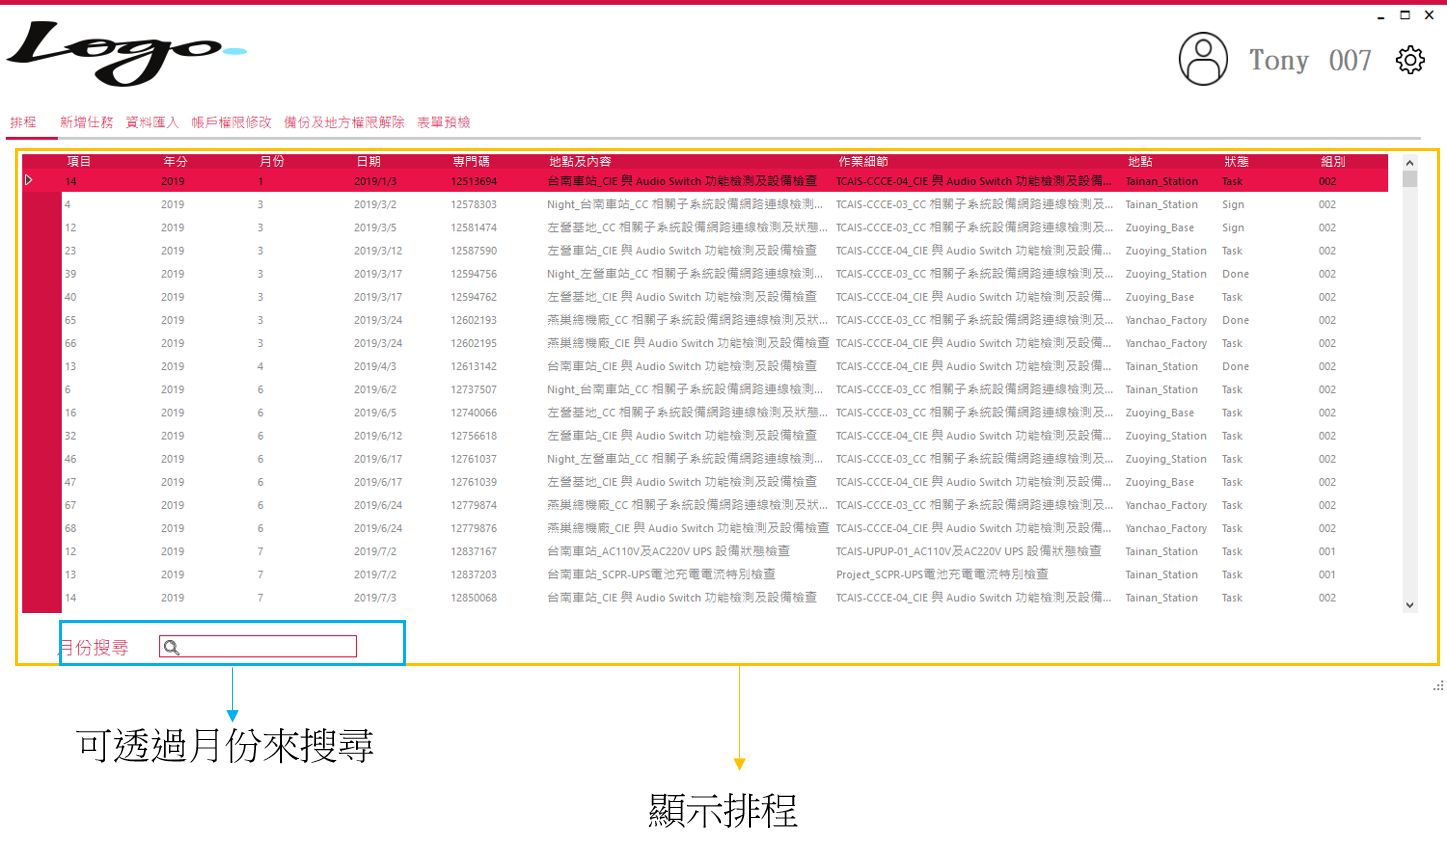 Logo
Tony 007
排程 新增任務 資料匯入 帳戶權限修改 備份及地方權限解除 表單預檢
項目 年分 月份 日期 專門碼 地點及內容 作業細節 地點 狀態 組別
14 2019 1 2019/1/3 12513694 台南車站_CIE 與 Audio Switch 功能檢測及設備檢查 TCAIS-CCCE-04_CIE 與 Audio Switch 功能檢測及設備... Tainan_Station Task 002
4 2019 3 2019/3/2 12578303 Night_台南車站_CC 相關子系統設備網路連線檢測... TCAIS-CCCE-03_CC 相關子系統設備網路連線檢測及... Tainan_Station Sign 002
12 2019 3 2019/3/5 12581474 左營基地_CC 相關子系統設備網路連線檢測及狀態... TCAIS-CCCE-03_CC 相關子系統設備網路連線檢測及... Zuoying_Base Sign 002
23 2019 3 2019/3/12 12587590 左營車站_CIE 與 Audio Switch 功能檢測及設備檢查 TCAIS-CCCE-04_CIE 與 Audio Switch 功能檢測及設備... Zuoying_Station Task 002
39 2019 3 2019/3/17 12594756 Night_左營車站_CC 相關子系統設備網路連線檢測... TCAIS-CCCE-03_CC 相關子系統設備網路連線檢測及... Zuoying_Station Done 002
40 2019 3 2019/3/17 12594762 左營基地_CIE 與 Audio Switch 功能檢測及設備檢查 TCAIS-CCCE-04_CIE 與 Audio Switch 功能檢測及設備... Zuoying_Base Task 002
65 2019 3 2019/3/24 12602193 燕巢總機廠_CC 相關子系統設備網路連線檢測及狀... TCAIS-CCCE-03_CC 相關子系統設備網路連線檢測及... Yanchao_Factory Done 002
66 2019 3 2019/3/24 12602195 燕巢總機廠_CIE 與 Audio Switch 功能檢測及設備檢查 TCAIS-CCCE-04_CIE 與 Audio Switch 功能檢測及設備... Yanchao_Factory Task 002
13 2019 4 2019/4/3 12613142 台南車站_CIE 與 Audio Switch 功能檢測及設備檢查 TCAIS-CCCE-04_CIE 與 Audio Switch 功能檢測及設備... Tainan_Station Done 002
6 2019 6 2019/6/2 12737507 Night_台南車站_CC 相關子系統設備網路連線檢測... TCAIS-CCCE-03_CC 相關子系統設備網路連線檢測及... Tainan_Station Task 002
16 2019 6 2019/6/5 12740066 左營基地_CC 相關子系統設備網路連線檢測及狀態... TCAIS-CCCE-03_CC 相關子系統設備網路連線檢測及... Zuoying_Base Task 002
32 2019 6 2019/6/12 12756618 左營車站_CIE 與 Audio Switch 功能檢測及設備檢查 TCAIS-CCCE-04_CIE 與 Audio Switch 功能檢測及設備... Zuoying_Station Task 002
46 2019 6 2019/6/17 12761037 Night_左營車站_CC 相關子系統設備網路連線檢測... TCAIS-CCCE-03_CC 相關子系統設備網路連線檢測及... Zuoying_Station Task 002
47 2019 6 2019/6/17 12761039 左營基地_CIE 與 Audio Switch 功能檢測及設備檢查 TCAIS-CCCE-04_CIE 與 Audio Switch 功能檢測及設備... Zuoying_Base Task 002
67 2019 6 2019/6/24 12779874 燕巢總機廠_CC 相關子系統設備網路連線檢測及狀... TCAIS-CCCE-03_CC 相關子系統設備網路連線檢測及... Yanchao_Factory Task 002
68 2019 6 2019/6/24 12779876 燕巢總機廠_CIE 與 Audio Switch 功能檢測及設備檢查 TCAIS-CCCE-04_CIE 與 Audio Switch 功能檢測及設備... Yanchao_Factory Task 002
12 2019 7 2019/7/2 12837167 台南車站_AC110V及AC220V UPS 設備狀態檢查 TCAIS-UPUP-01_AC110V及AC220V UPS 設備狀態檢查 Tainan_Station Task 001
13 2019 7 2019/7/2 12837203 台南車站_SCPR-UPS電池充電電流特別檢查 Project_SCPR-UPS電池充電電流特別檢查 Tainan_Station Task 001
14 2019 7 2019/7/3 12850068 台南車站_CIE 與 Audio Switch 功能檢測及設備檢查 TCAIS-CCCE-04_CIE 與 Audio Switch 功能檢測及設備... Tainan_Station Task 002
月份搜尋
可透過月份來搜尋
顯示排程